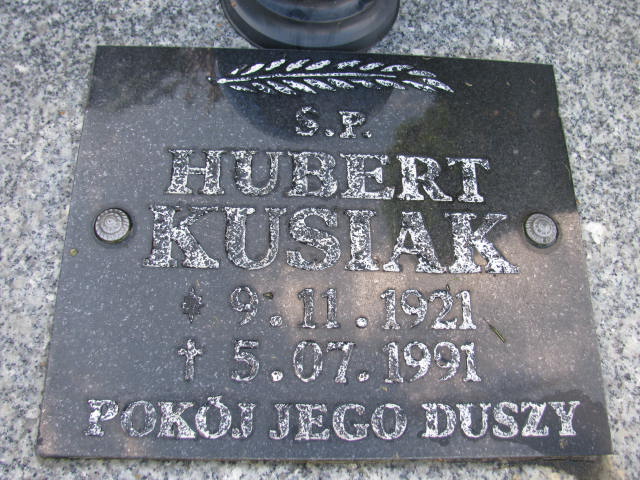 Ś.P.
HUBERT
KUSIAK
* 9.11.1921
✝ 5.07.1991
POKÓJ JEGO DUSZY